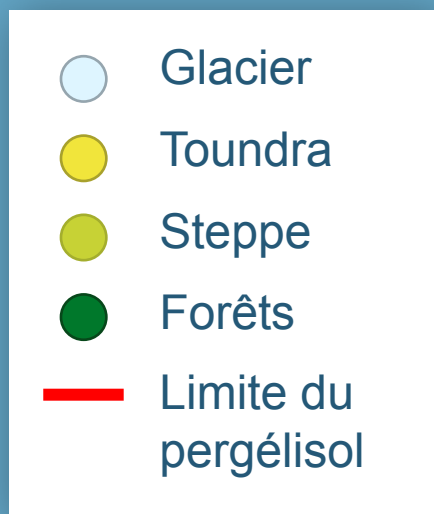 Glacier
Toundra
Steppe
Forêts
Limite du
pergélisol